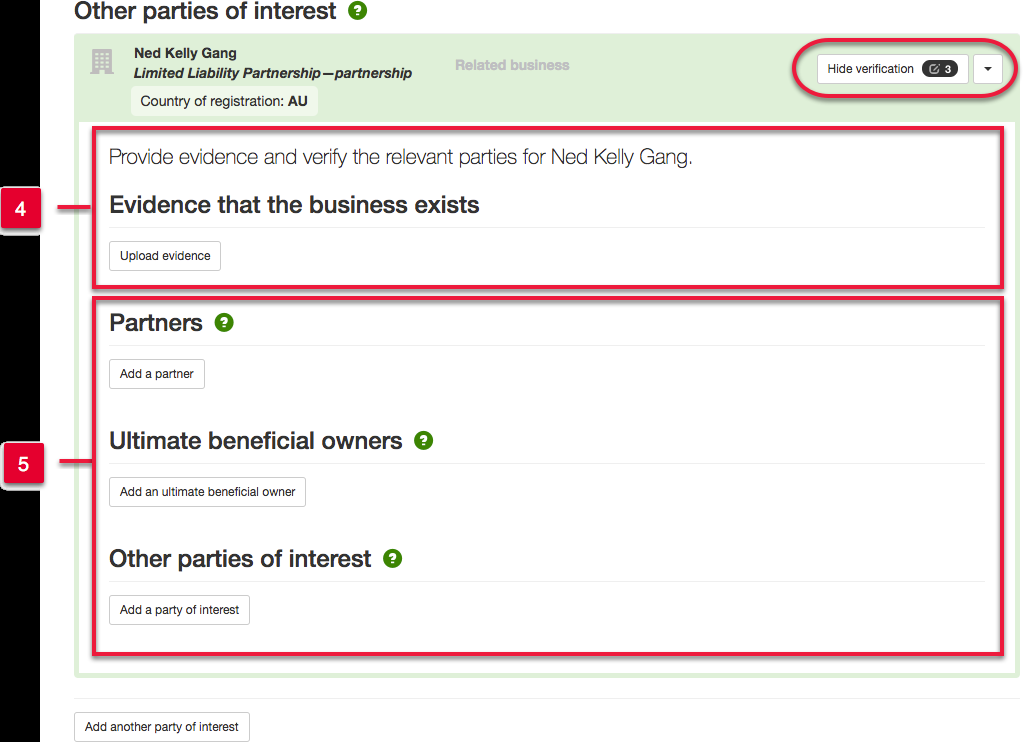 Other parties of interest ?
Ned Kelly Gang
Limited Liability Partnership—partnership
Related business
Hide verification 3
Country of registration: AU
Provide evidence and verify the relevant parties for Ned Kelly Gang.
4
Evidence that the business exists
Upload evidence
Partners ?
Add a partner
Ultimate beneficial owners ?
5
Add an ultimate beneficial owner
Other parties of interest ?
Add a party of interest
Add another party of interest